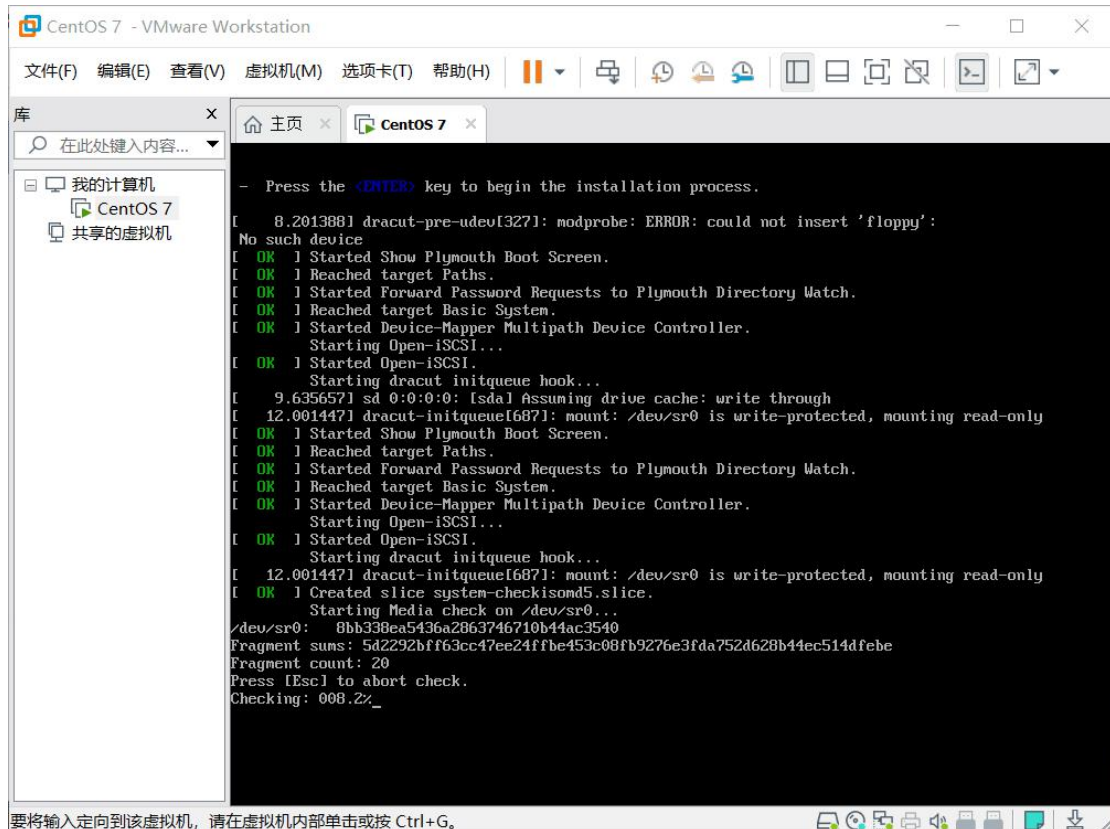 CentOS 7 - VMware Workstation
文件(F) 编辑(E) 查看(V) 虚拟机(M) 选项卡(T) 帮助(H)
库
在此处键入内容...
我的计算机
CentOS 7
共享的虚拟机
主页
CentOS 7
- Press the <ENTER> key to begin the installation process.
[    8.201388] dracut-pre-udev[327]: modprobe: ERROR: could not insert 'floppy':
No such device
[  OK  ] Started Show Plymouth Boot Screen.
[  OK  ] Reached target Paths.
[  OK  ] Started Forward Password Requests to Plymouth Directory Watch.
[  OK  ] Reached target Basic System.
[  OK  ] Started Device-Mapper Multipath Device Controller.
Starting Open-iSCSI...
[  OK  ] Started Open-iSCSI.
Starting dracut initqueue hook...
[    9.635657] sd 0:0:0:0: [sda] Assuming drive cache: write through
[   12.001447] dracut-initqueue[687]: mount: /dev/sr0 is write-protected, mounting read-only
[  OK  ] Started Show Plymouth Boot Screen.
[  OK  ] Reached target Paths.
[  OK  ] Started Forward Password Requests to Plymouth Directory Watch.
[  OK  ] Reached target Basic System.
[  OK  ] Started Device-Mapper Multipath Device Controller.
Starting Open-iSCSI...
[  OK  ] Started Open-iSCSI.
Starting dracut initqueue hook...
[   12.001447] dracut-initqueue[687]: mount: /dev/sr0 is write-protected, mounting read-only
[  OK  ] Created slice system-checkisomd5.slice.
Starting Media check on /dev/sr0...
/dev/sr0:   8bb338ea5436a2863746710b44ac3540
Fragment sums: 5d2292bff63cc47ee24ffbe453c08fb9276e3fda752d628b44ec514dfebe
Fragment count: 20
Press [Esc] to abort check.
Checking: 008.2%_
要将输入定向到该虚拟机，请在虚拟机内部单击或按 Ctrl+G。